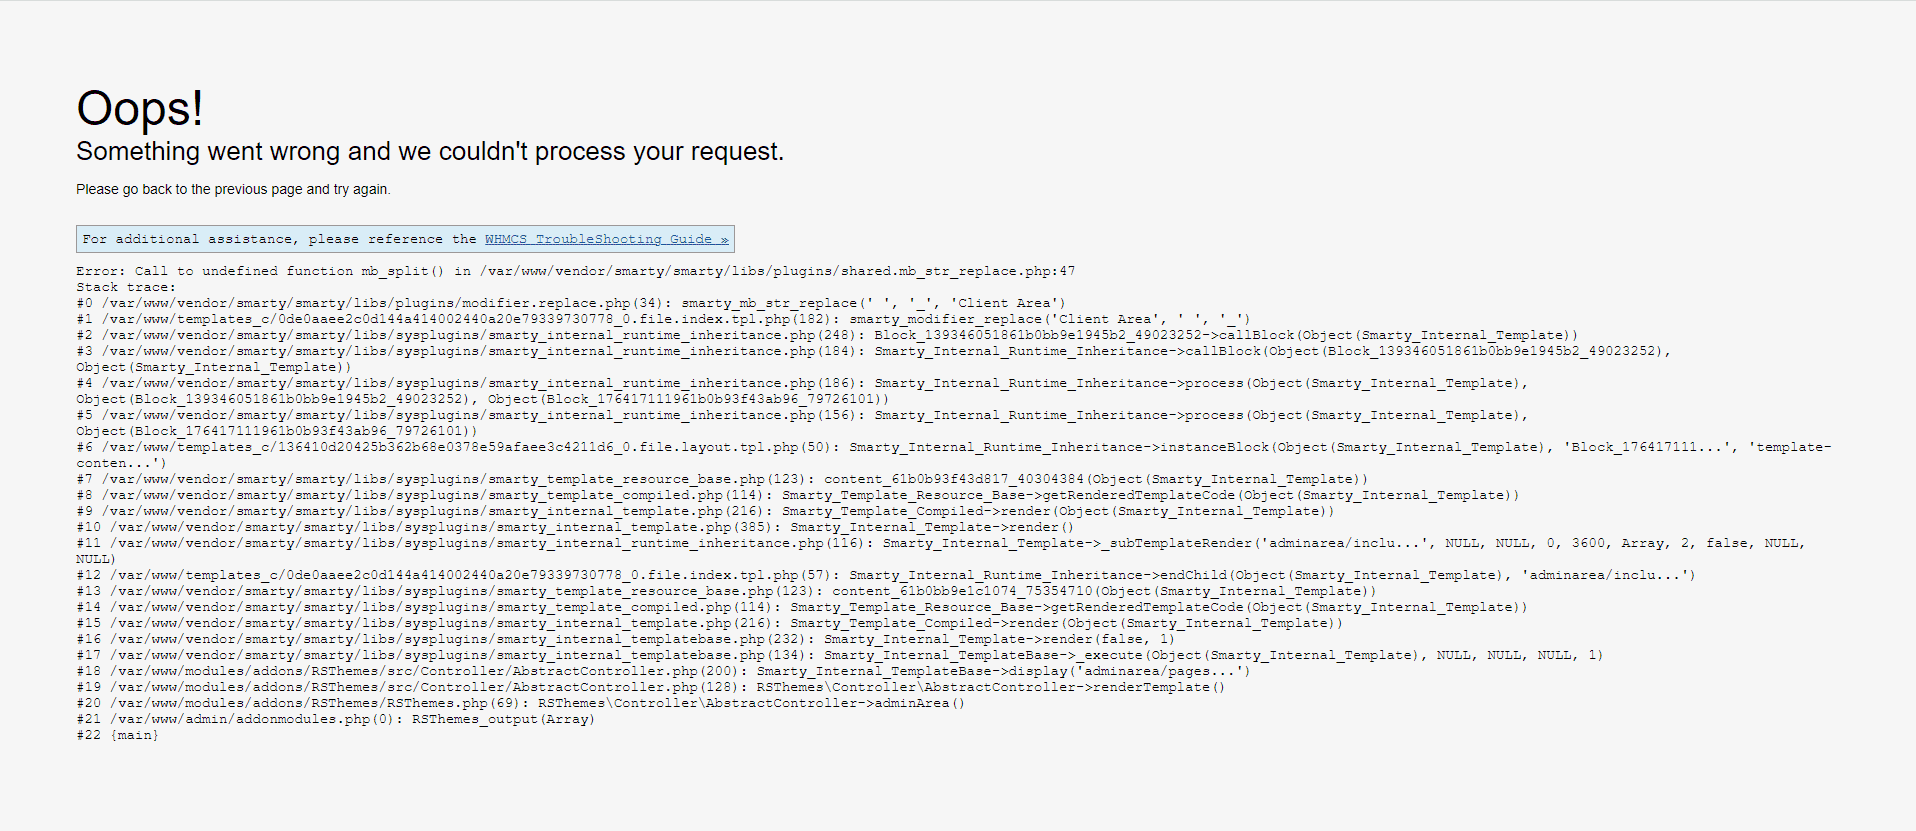 Oops!
Something went wrong and we couldn't process your request.
Please go back to the previous page and try again.
For additional assistance, please reference the WHMCS TroubleShooting Guide »
Error: Call to undefined function mb_split() in /var/www/vendor/smarty/smarty/libs/plugins/shared.mb_str_replace.php:47
Stack trace:
#0 /var/www/vendor/smarty/smarty/libs/plugins/modifier.replace.php(34): smarty_mb_str_replace(' ', '_', 'Client Area')
#1 /var/www/templates_c/0de0aaee2c0d144a414002440a20e79339730778_0.file.index.tpl.php(182): smarty_modifier_replace('Client Area', ' ', '_')
#2 /var/www/vendor/smarty/smarty/libs/sysplugins/smarty_internal_runtime_inheritance.php(248): Block_139346051861b0bb9e1945b2_49023252->callBlock(Object(Smarty_Internal_Template))
#3 /var/www/vendor/smarty/smarty/libs/sysplugins/smarty_internal_runtime_inheritance.php(184): Smarty_Internal_Runtime_Inheritance->callBlock(Object(Block_139346051861b0bb9e1945b2_49023252),
Object(Smarty_Internal_Template))
#4 /var/www/vendor/smarty/smarty/libs/sysplugins/smarty_internal_runtime_inheritance.php(186): Smarty_Internal_Runtime_Inheritance->process(Object(Smarty_Internal_Template),
Object(Block_139346051861b0bb9e1945b2_49023252), Object(Block_176417111961b0b93f43ab96_79726101))
#5 /var/www/vendor/smarty/smarty/libs/sysplugins/smarty_internal_runtime_inheritance.php(156): Smarty_Internal_Runtime_Inheritance->process(Object(Smarty_Internal_Template),
Object(Block_176417111961b0b93f43ab96_79726101))
#6 /var/www/templates_c/136410d20425b362b68e0378e59afaee3c4211d6_0.file.layout.tpl.php(50): Smarty_Internal_Runtime_Inheritance->instanceBlock(Object(Smarty_Internal_Template), 'Block_176417111...', 'template-
conten...')
#7 /var/www/vendor/smarty/smarty/libs/sysplugins/smarty_template_resource_base.php(123): content_61b0b93f43d817_40304384(Object(Smarty_Internal_Template))
#8 /var/www/vendor/smarty/smarty/libs/sysplugins/smarty_template_compiled.php(114): Smarty_Template_Resource_Base->getRenderedTemplateCode(Object(Smarty_Internal_Template))
#9 /var/www/vendor/smarty/smarty/libs/sysplugins/smarty_internal_template.php(216): Smarty_Template_Compiled->render(Object(Smarty_Internal_Template))
#10 /var/www/vendor/smarty/smarty/libs/sysplugins/smarty_internal_template.php(385): Smarty_Internal_Template->render()
#11 /var/www/vendor/smarty/smarty/libs/sysplugins/smarty_internal_runtime_inheritance.php(116): Smarty_Internal_Template->_subTemplateRender('adminarea/inclu...', NULL, NULL, 0, 3600, Array, 2, false, NULL,
NULL)
#12 /var/www/templates_c/0de0aaee2c0d144a414002440a20e79339730778_0.file.index.tpl.php(57): Smarty_Internal_Runtime_Inheritance->endChild(Object(Smarty_Internal_Template), 'adminarea/inclu...')
#13 /var/www/vendor/smarty/smarty/libs/sysplugins/smarty_template_resource_base.php(123): content_61b0bb9e1c1074_75354710(Object(Smarty_Internal_Template))
#14 /var/www/vendor/smarty/smarty/libs/sysplugins/smarty_template_compiled.php(114): Smarty_Template_Resource_Base->getRenderedTemplateCode(Object(Smarty_Internal_Template))
#15 /var/www/vendor/smarty/smarty/libs/sysplugins/smarty_internal_template.php(216): Smarty_Template_Compiled->render(Object(Smarty_Internal_Template))
#16 /var/www/vendor/smarty/smarty/libs/sysplugins/smarty_internal_templatebase.php(232): Smarty_Internal_Template->render(false, 1)
#17 /var/www/vendor/smarty/smarty/libs/sysplugins/smarty_internal_templatebase.php(134): Smarty_Internal_TemplateBase->_execute(Object(Smarty_Internal_Template), NULL, NULL, NULL, 1)
#18 /var/www/modules/addons/RSThemes/src/Controller/AbstractController.php(200): Smarty_Internal_TemplateBase->display('adminarea/pages...')
#19 /var/www/modules/addons/RSThemes/src/Controller/AbstractController.php(128): RSThemes\Controller\AbstractController->renderTemplate()
#20 /var/www/modules/addons/RSThemes/RSThemes.php(69): RSThemes\Controller\AbstractController->adminArea()
#21 /var/www/admin/addonmodules.php(0): RSThemes_output(Array)
#22 {main}